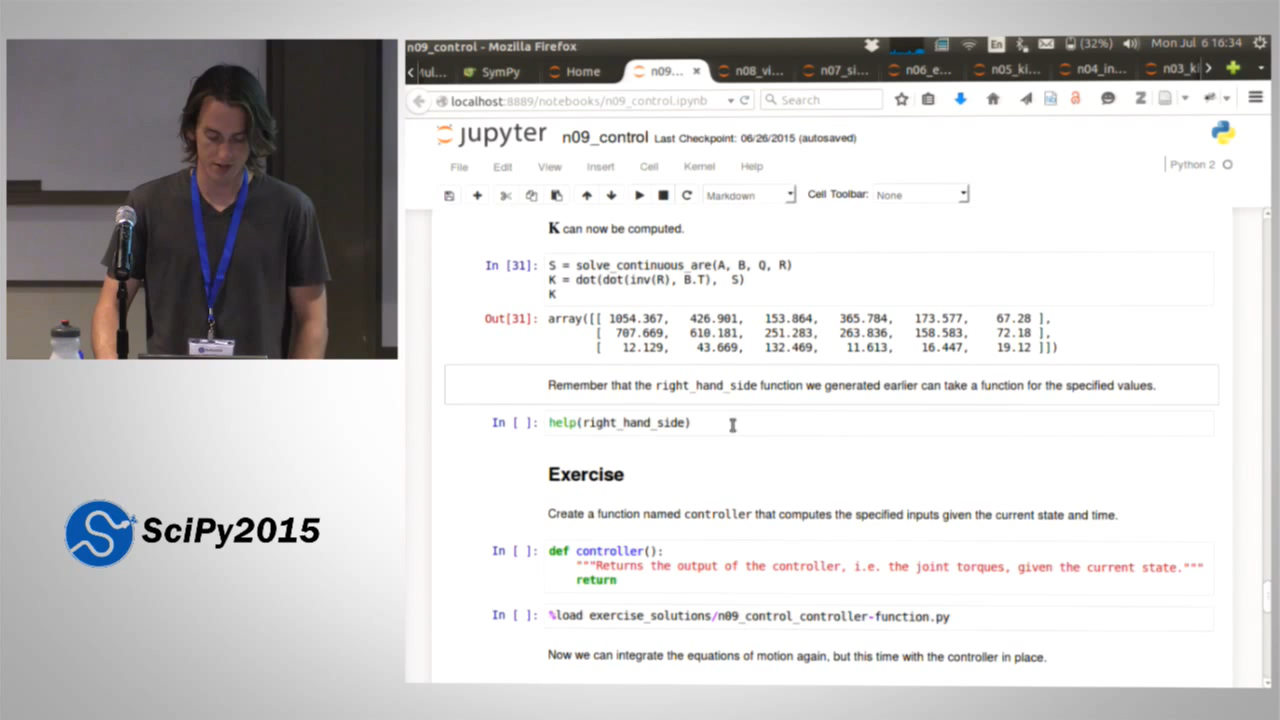 n09_control - Mozilla Firefox
En
(32%)
Mon Jul 6 16:34
SymPy
Home
n09...
n08_vi...
n07_si...
n06_e...
n05_ki...
n04_in...
n03_ki
localhost:8889/notebooks/n09_control.ipynb
Search
jupyter n09_control Last Checkpoint: 06/26/2015 (autosaved)
File Edit View Insert Cell Kernel Help
Python 2
Markdown
Cell Toolbar: None
K can now be computed.
In [31]: S = solve_continuous_are(A, B, Q, R)
K = dot(dot(inv(R), B.T), S)
K
Out[31]: array([[ 1054.367, 426.901, 153.864, 365.784, 173.577, 67.28 ],
[ 707.669, 610.181, 251.283, 263.836, 158.583, 72.18 ],
[ 12.129, 43.669, 132.469, 11.613, 16.447, 19.12 ]])
Remember that the right_hand_side function we generated earlier can take a function for the specified values.
In [ ]: help(right_hand_side)
Exercise
Create a function named controller that computes the specified inputs given the current state and time.
In [ ]: def controller():
"""Returns the output of the controller, i.e. the joint torques, given the current state."""
return
In [ ]: %load exercise_solutions/n09_control_controller-function.py
Now we can integrate the equations of motion again, but this time with the controller in place.
SciPy2015